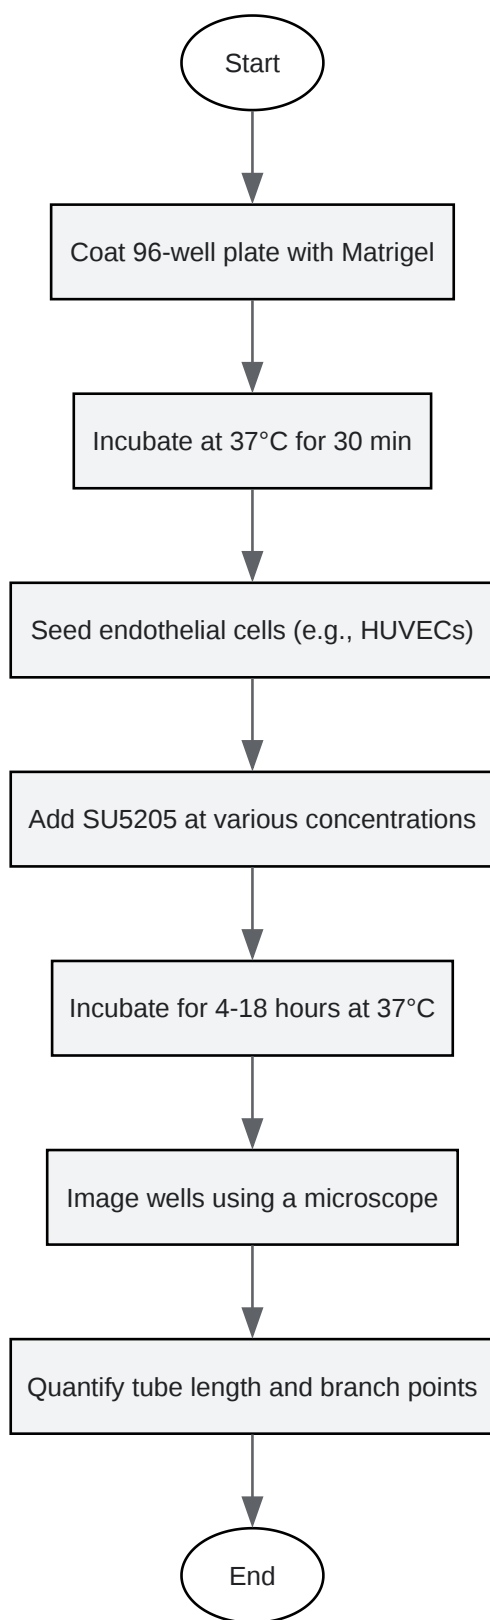 Start
Coat 96-well plate with Matrigel
Incubate at 37°C for 30 min
Seed endothelial cells (e.g., HUVECs)
Add SU5205 at various concentrations
Incubate for 4-18 hours at 37°C
Image wells using a microscope
Quantify tube length and branch points
End